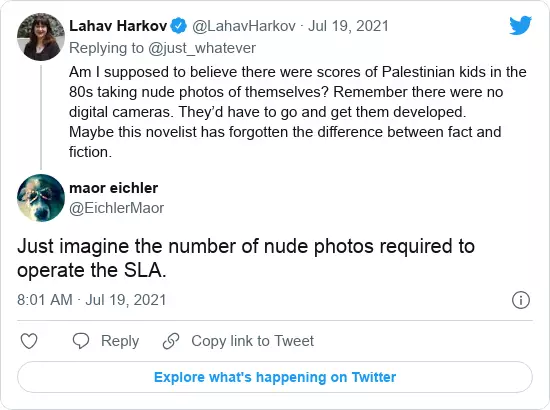 Lahav Harkov @LahavHarkov · Jul 19, 2021
Replying to @just_whatever
Am I supposed to believe there were scores of Palestinian kids in the
80s taking nude photos of themselves? Remember there were no
digital cameras. They’d have to go and get them developed.
Maybe this novelist has forgotten the difference between fact and
fiction.
maor eichler
@EichlerMaor
Just imagine the number of nude photos required to
operate the SLA.
8:01 AM · Jul 19, 2021
Reply
Copy link to Tweet
Explore what's happening on Twitter